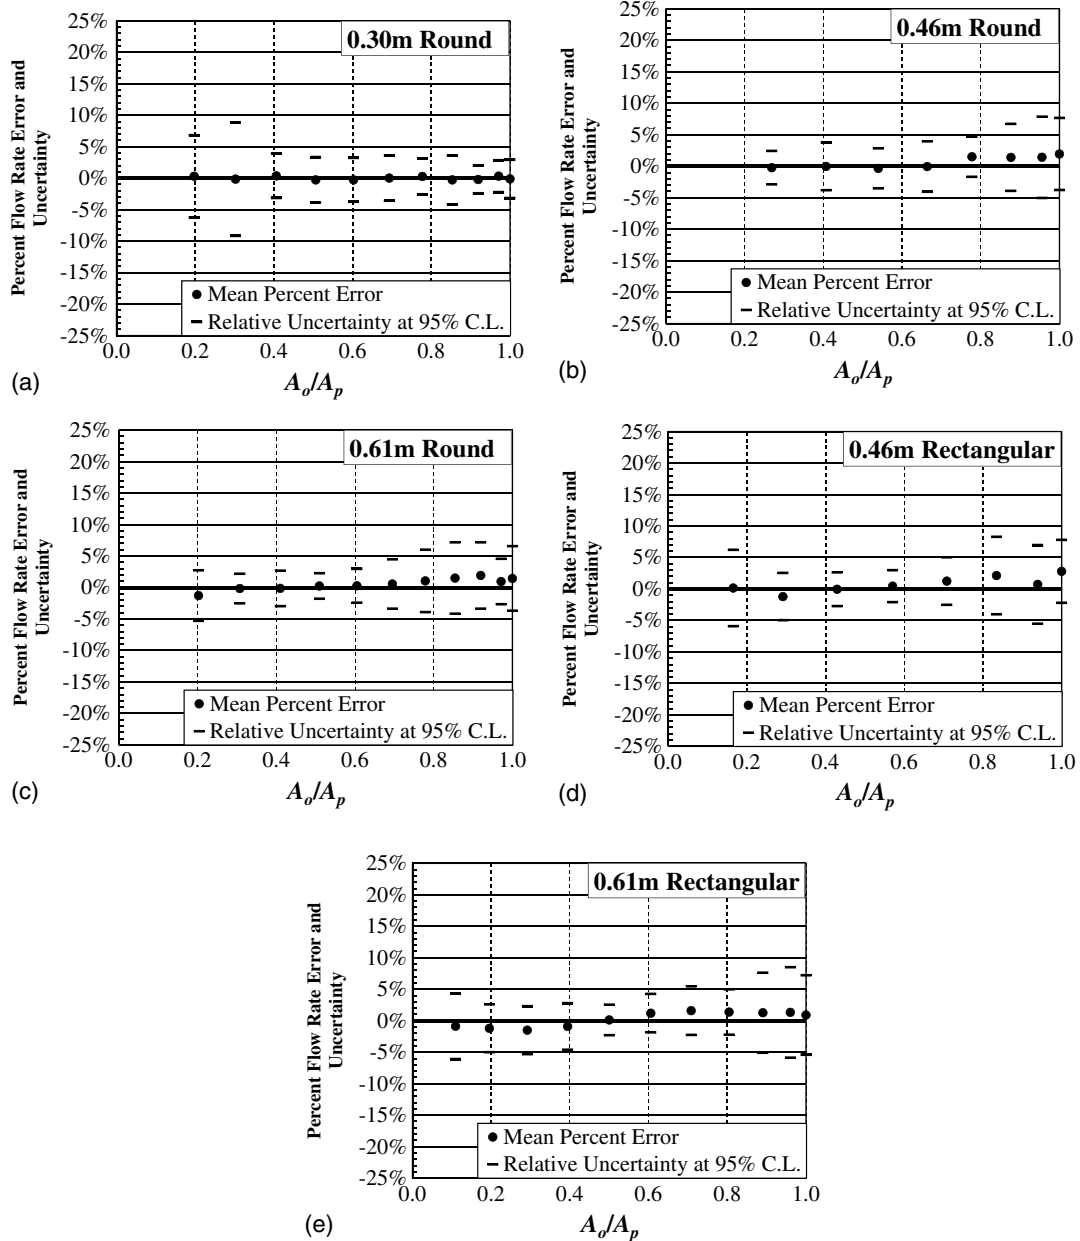 25%
20%
15%
10%
5%
0%
-5%
-10%
-15%
-20%
-25%
Percent Flow Rate Error and
Uncertainty
0.30m Round
Mean Percent Error
Relative Uncertainty at 95% C.L.
0.0 0.2 0.4 0.6 0.8 1.0
(a)
Ao/Ap
25%
20%
15%
10%
5%
0%
-5%
-10%
-15%
-20%
-25%
Percent Flow Rate Error and
Uncertainty
0.46m Round
Mean Percent Error
Relative Uncertainty at 95% C.L.
0.0 0.2 0.4 0.6 0.8 1.0
(b)
Ao/Ap
25%
20%
15%
10%
5%
0%
-5%
-10%
-15%
-20%
-25%
Percent Flow Rate Error and
Uncertainty
0.61m Round
Mean Percent Error
Relative Uncertainty at 95% C.L.
0.0 0.2 0.4 0.6 0.8 1.0
(c)
Ao/Ap
25%
20%
15%
10%
5%
0%
-5%
-10%
-15%
-20%
-25%
Percent Flow Rate Error and
Uncertainty
0.46m Rectangular
Mean Percent Error
Relative Uncertainty at 95% C.L.
0.0 0.2 0.4 0.6 0.8 1.0
(d)
Ao/Ap
25%
20%
15%
10%
5%
0%
-5%
-10%
-15%
-20%
-25%
Percent Flow Rate Error and
Uncertainty
0.61m Rectangular
Mean Percent Error
Relative Uncertainty at 95% C.L.
0.0 0.2 0.4 0.6 0.8 1.0
(e)
Ao/Ap